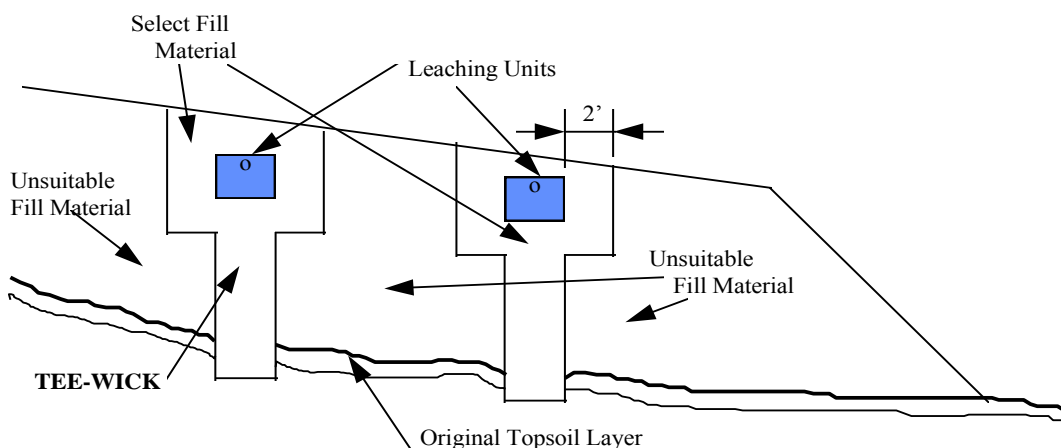 Select Fill
Material
Leaching Units
2’
o
o
Unsuitable
Fill Material
Unsuitable
Fill Material
TEE-WICK
Original Topsoil Layer